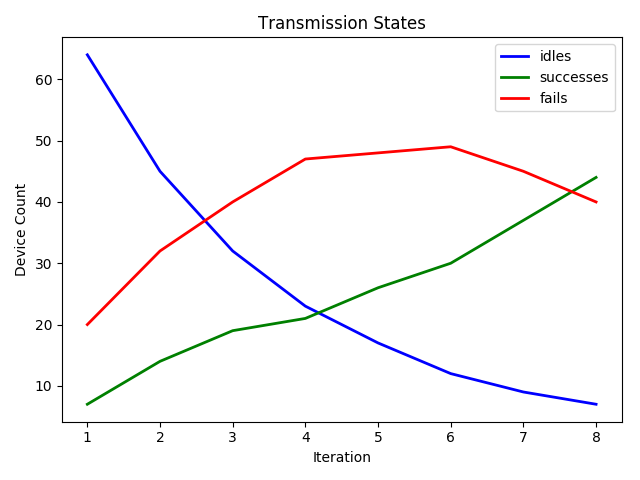 Transmission States
idles
successes
fails
Device Count
60
50
40
30
20
10
1 2 3 4 5 6 7 8
Iteration